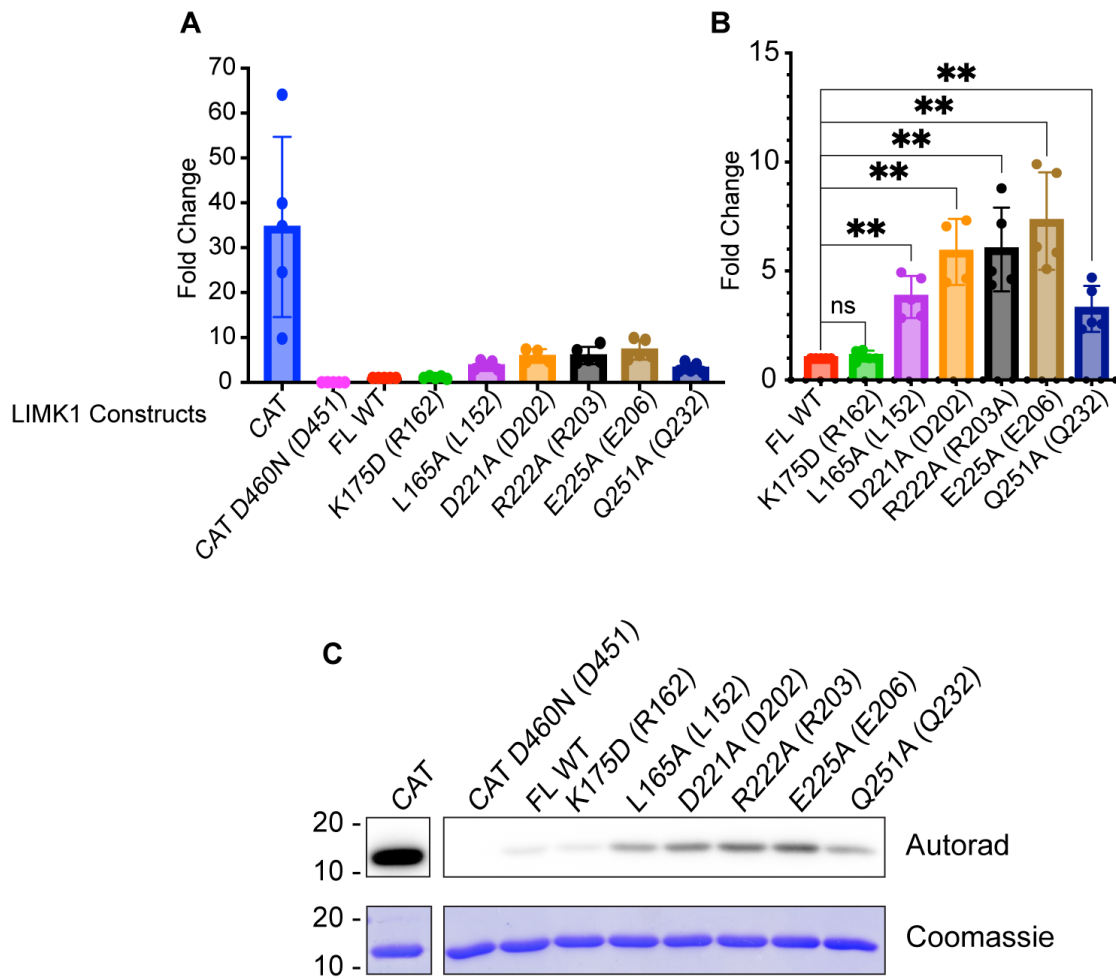 A
Fold Change
70
60
50
40
30
20
10
0
LIMK1 Constructs
CAT
CAT D460N (D451)
FL WT
K175D (R162)
L165A (L152)
D221A (D202)
R222A (R203)
E225A (E206)
Q251A (Q232)
B
Fold Change
15
10
5
0
ns
**
**
**
**
**
FL WT
K175D (R162)
L165A (L152)
D221A (D202)
R222A (R203A)
E225A (E206)
Q251A (Q232)
C
CAT
CAT D460N (D451)
FL WT
K175D (R162)
L165A (L152)
D221A (D202)
R222A (R203)
E225A (E206)
Q251A (Q232)
20 -
10 -
Autorad
20 -
10 -
Coomassie